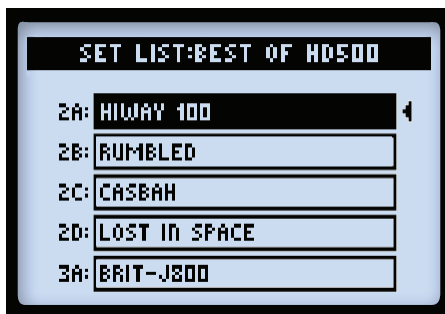 SET LIST:BEST OF HD500
2A: HIWAY 100
2B: RUMBLED
2C: CASBAH
2D: LOST IN SPACE
3A: BRIT-J800